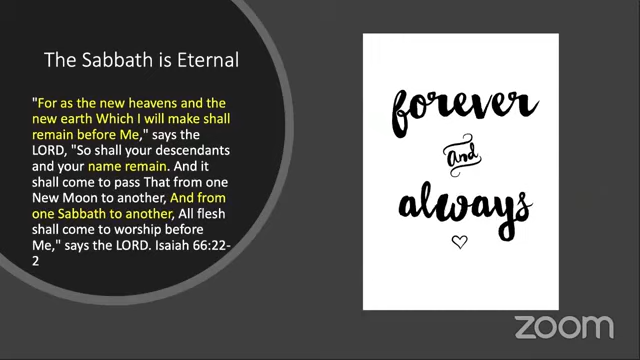 The Sabbath is Eternal
"For as the new heavens and the
new earth Which I will make shall
remain before Me," says the
LORD, "So shall your descendants
and your name remain. And it
shall come to pass That from one
New Moon to another, And from
one Sabbath to another, All flesh
shall come to worship before
Me," says the LORD. Isaiah 66:22-
2
forever
And
always
zoom